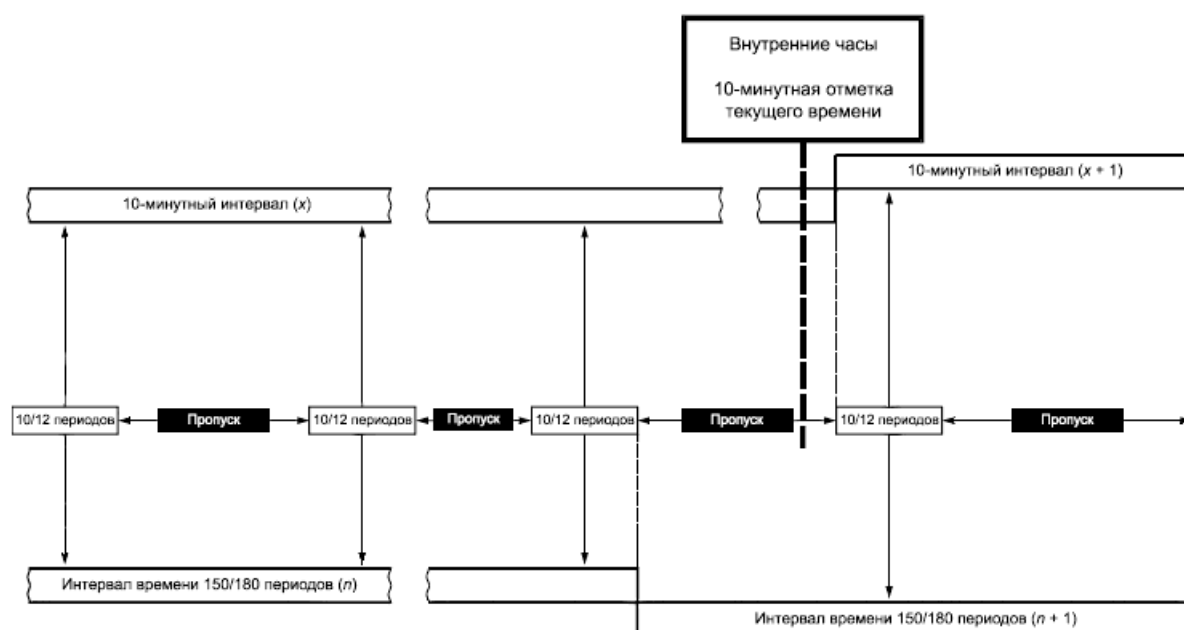 Внутренние часы
10-минутная отметка
текущего времени
10-минутный интервал (x + 1)
10-минутный интервал (x)
10/12 периодов
Пропуск
10/12 периодов
Пропуск
10/12 периодов
Пропуск
10/12 периодов
Пропуск
Интервал времени 150/180 периодов (n)
Интервал времени 150/180 периодов (n + 1)